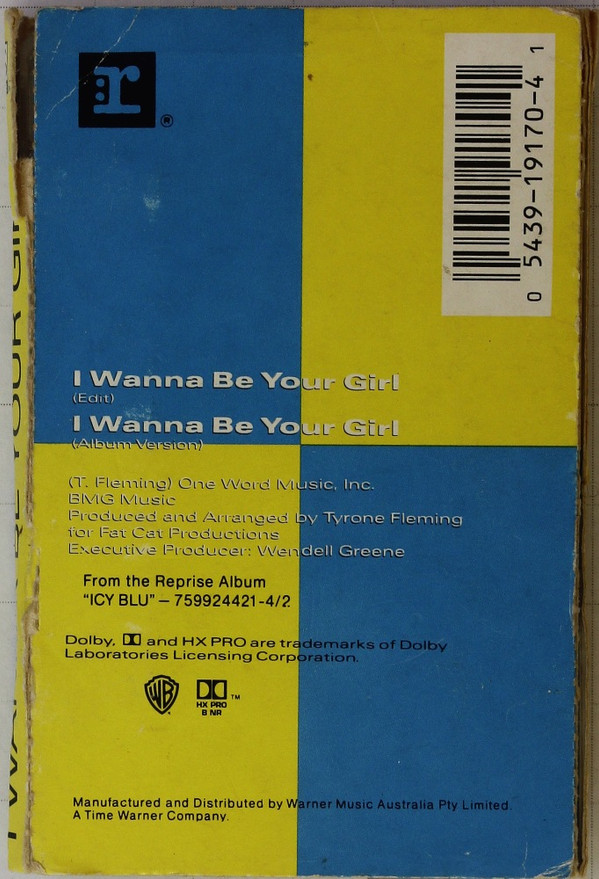 r®
0 5439-19170-4 1
I Wanna Be Your Girl
(Edit)
I Wanna Be Your Girl
(Album Version)
(T. Fleming) One Word Music, Inc.
BMG Music
Produced and Arranged by Tyrone Fleming
for Fat Cat Productions
Executive Producer: Wendell Greene
From the Reprise Album
"ICY BLU" — 759924421-4/2
Dolby, and HX PRO are trademarks of Dolby
Laboratories Licensing Corporation.
WB ™
HX PRO
B NR
Manufactured and Distributed by Warner Music Australia Pty Limited.
A Time Warner Company.